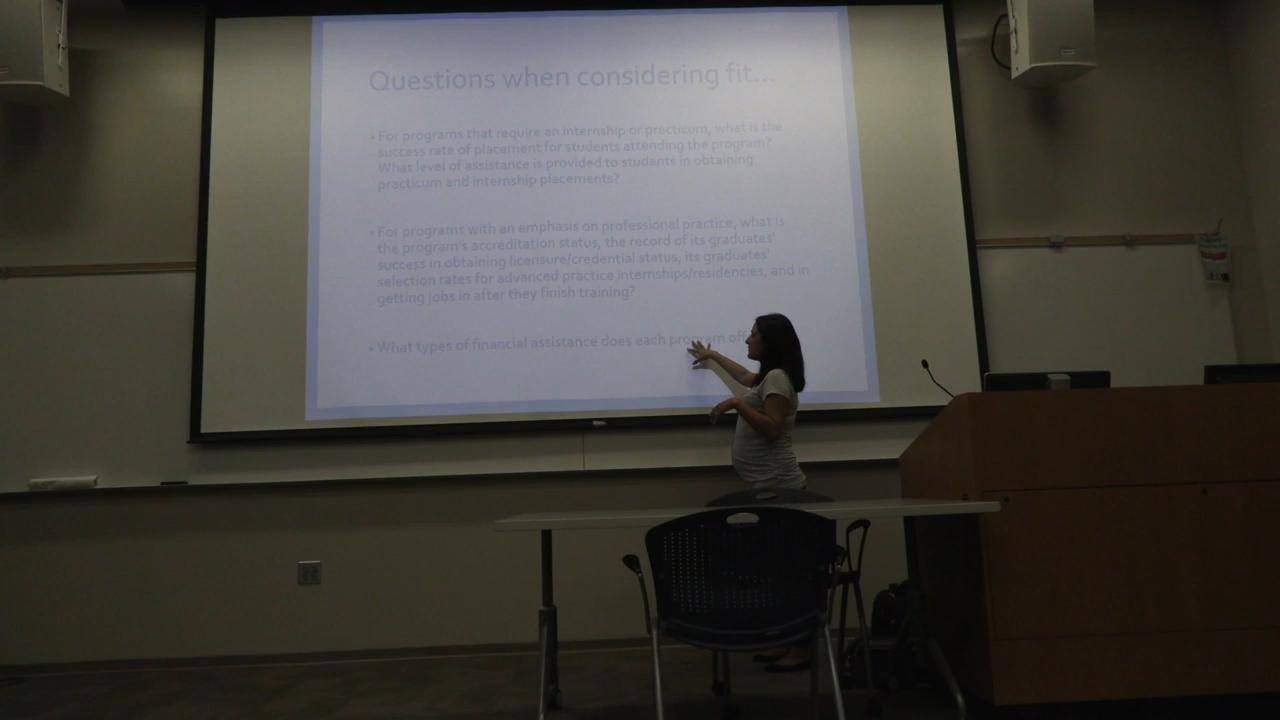 Questions when considering fit...
• For programs that require an internship or practicum, what is the
success rate of placement for students attending the program?
What level of assistance is provided to students in obtaining
practicum and internship placements?
• For programs with an emphasis on professional practice, what is
the program's accreditation status, the record of its graduates'
success in obtaining licensure/credential status, its graduates'
selection rates for advanced practice internships/residencies, and in
getting jobs in after they finish training?
• What types of financial assistance does each program